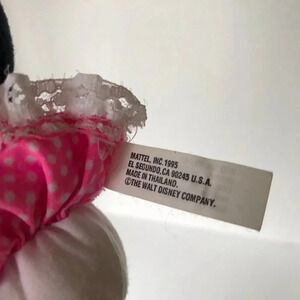 MATTEL, INC. 1995
EL SEGUNDO, CA 90245 U.S.A.
MADE IN THAILAND.
©THE WALT DISNEY COMPANY.